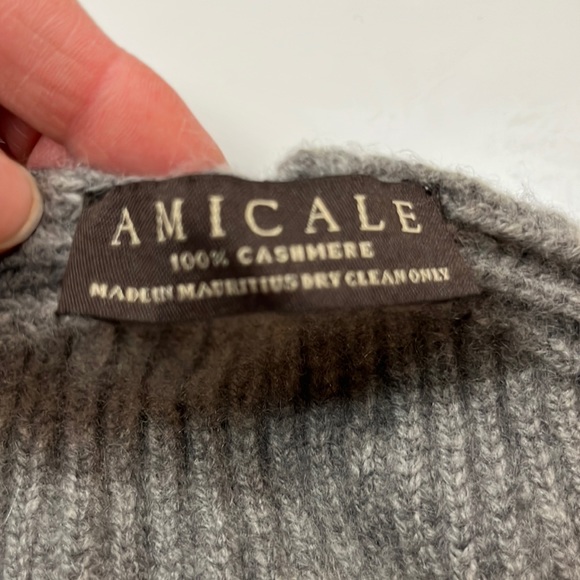 AMICALE
100% CASHMERE
MADE IN MAURITIUS DRY CLEAN ONLY